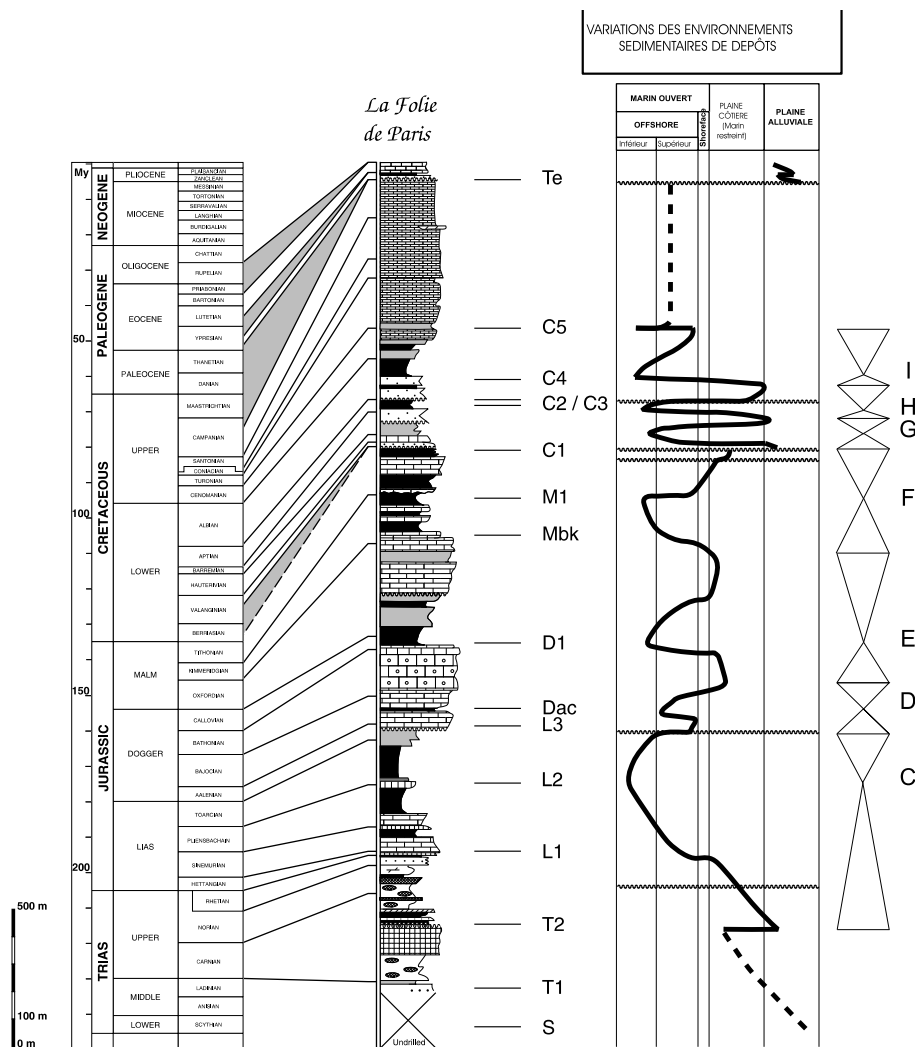 VARIATIONS DES ENVIRONNEMENTS
SEDIMENTAIRES DE DEPÔTS
La Folie
de Paris
MARIN OUVERT
OFFSHORE
Inférieur
Supérieur
Shoreface
PLAINE
CÔTIERE
(Marin
restreint)
PLAINE
ALLUVIALE
My
50
100
150
200
NEOGENE
PALEOGENE
CRETACEOUS
JURASSIC
TRIAS
PLIOCENE
MIOCENE
OLIGOCENE
EOCENE
PALEOCENE
UPPER
LOWER
MALM
DOGGER
LIAS
UPPER
MIDDLE
LOWER
PLAISANCIAN
ZANCLEAN
MESSINIAN
TORTONIAN
SERRAVALIAN
LANGHIAN
BURDIGALIAN
AQUITANIAN
CHATTIAN
RUPELIAN
PRIABONIAN
BARTONIAN
LUTETIAN
YPRESIAN
THANETIAN
DANIAN
MAASTRICHTIAN
CAMPANIAN
SANTONIAN
CONIACIAN
TURONIAN
CENOMANIAN
ALBIAN
APTIAN
BARREMIAN
HAUTERIVIAN
VALANGINIAN
BERRIASIAN
TITHONIAN
KIMMERIDGIAN
OXFORDIAN
CALLOVIAN
BATHONIAN
BAJOCIAN
AALENIAN
TOARCIAN
PLIENSBACHAIN
SINEMURIAN
HETTANGIAN
RHETIAN
NORIAN
CARNIAN
LADINIAN
ANISIAN
SCYTHIAN
Te
C5
C4
C2 / C3
C1
M1
Mbk
D1
Dac
L3
L2
L1
T2
T1
S
I
H
G
F
E
D
C
500 m
100 m
0 m
Undrilled